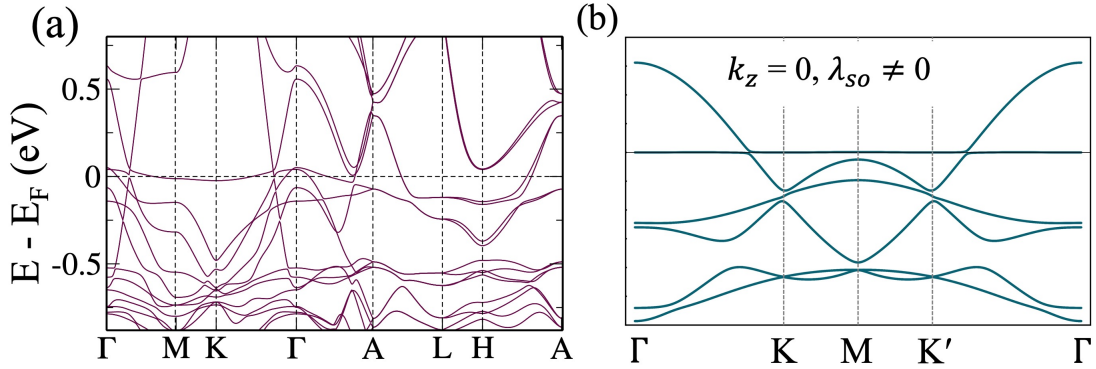 (a)
E - E_F (eV)
0.5
0
-0.5
Γ M K Γ A L H A
(b)
k_z = 0, λ_so ≠ 0
Γ K M K′ Γ